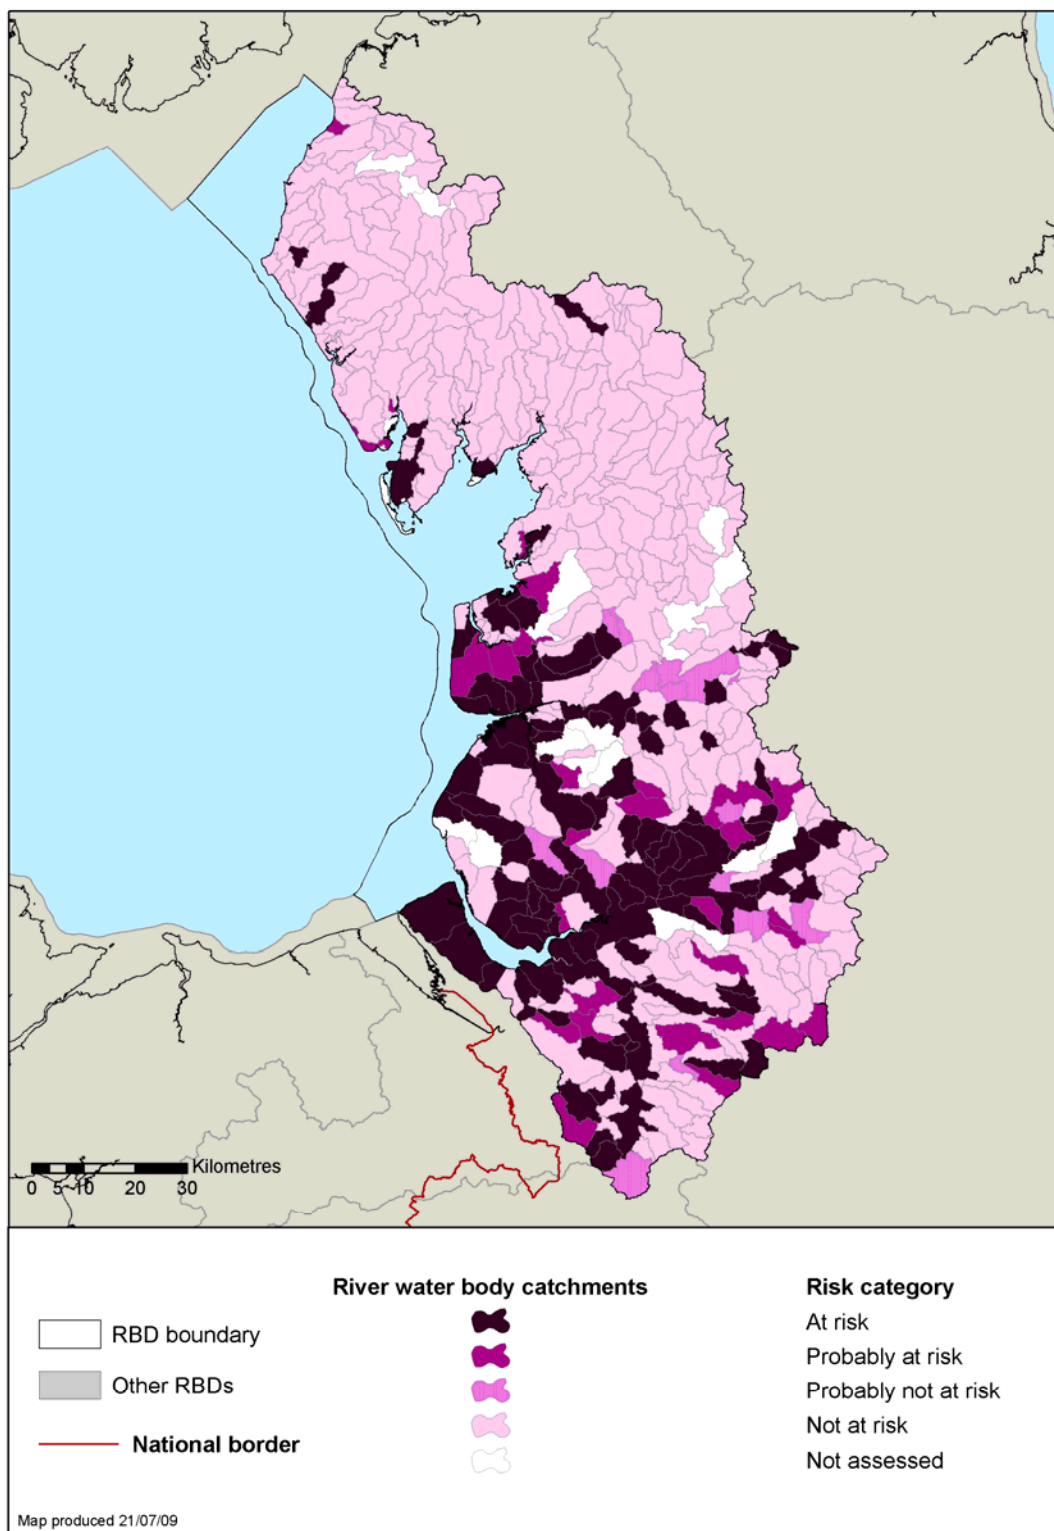 Kilometres
0 5 10 20 30
River water body catchments
Risk category
RBD boundary
Other RBDs
National border
At risk
Probably at risk
Probably not at risk
Not at risk
Not assessed
Map produced 21/07/09